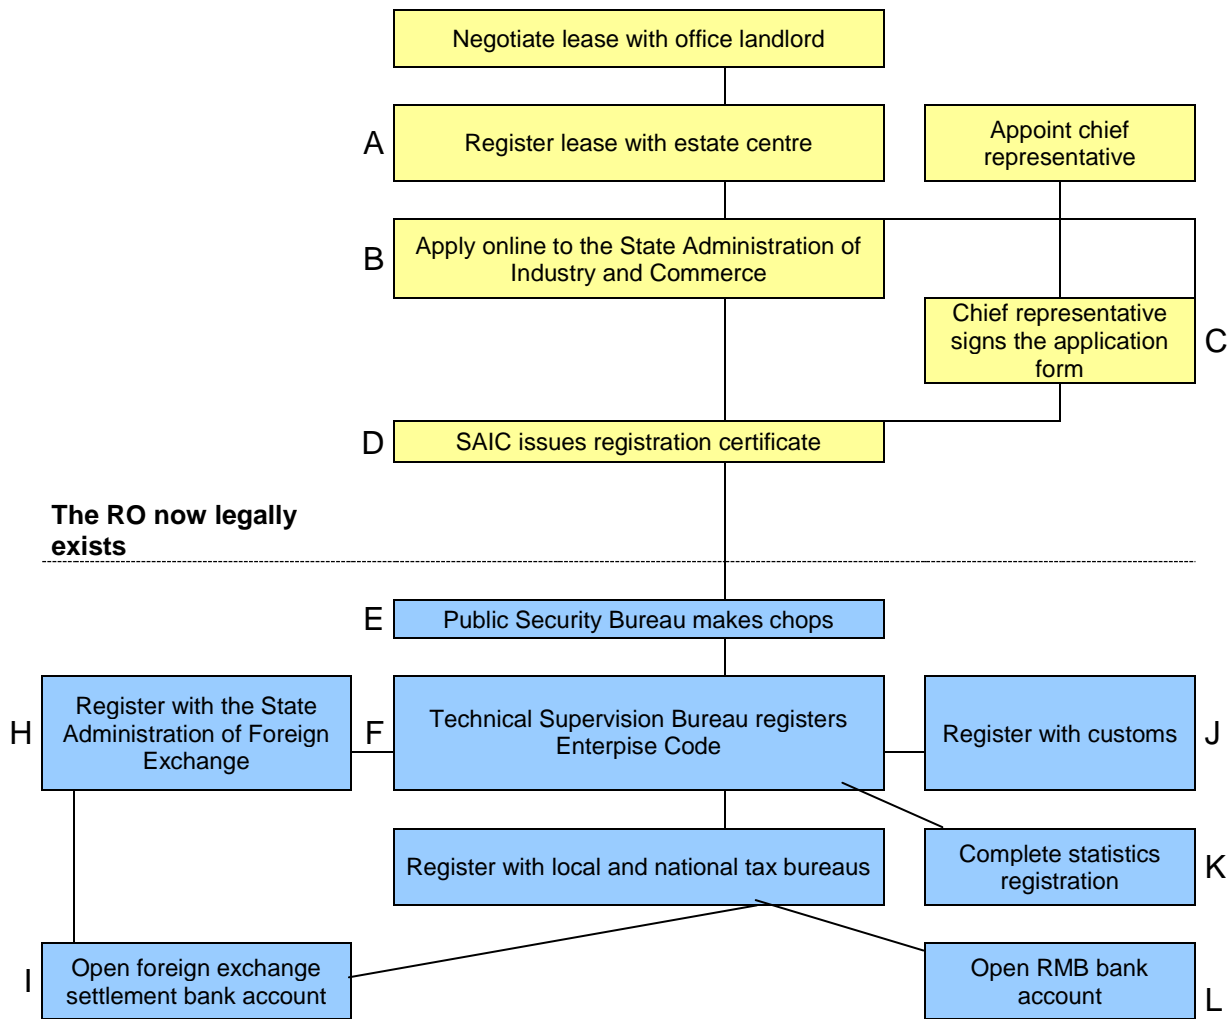 Negotiate lease with office landlord
A
Register lease with estate centre
Appoint chief
representative
B
Apply online to the State Administration of
Industry and Commerce
Chief representative
signs the application
form
C
D
SAIC issues registration certificate
The RO now legally
exists
E
Public Security Bureau makes chops
H
Register with the State
Administration of Foreign
Exchange
F
Technical Supervision Bureau registers
Enterpise Code
Register with customs
J
Register with local and national tax bureaus
Complete statistics
registration
K
I
Open foreign exchange
settlement bank account
Open RMB bank
account
L